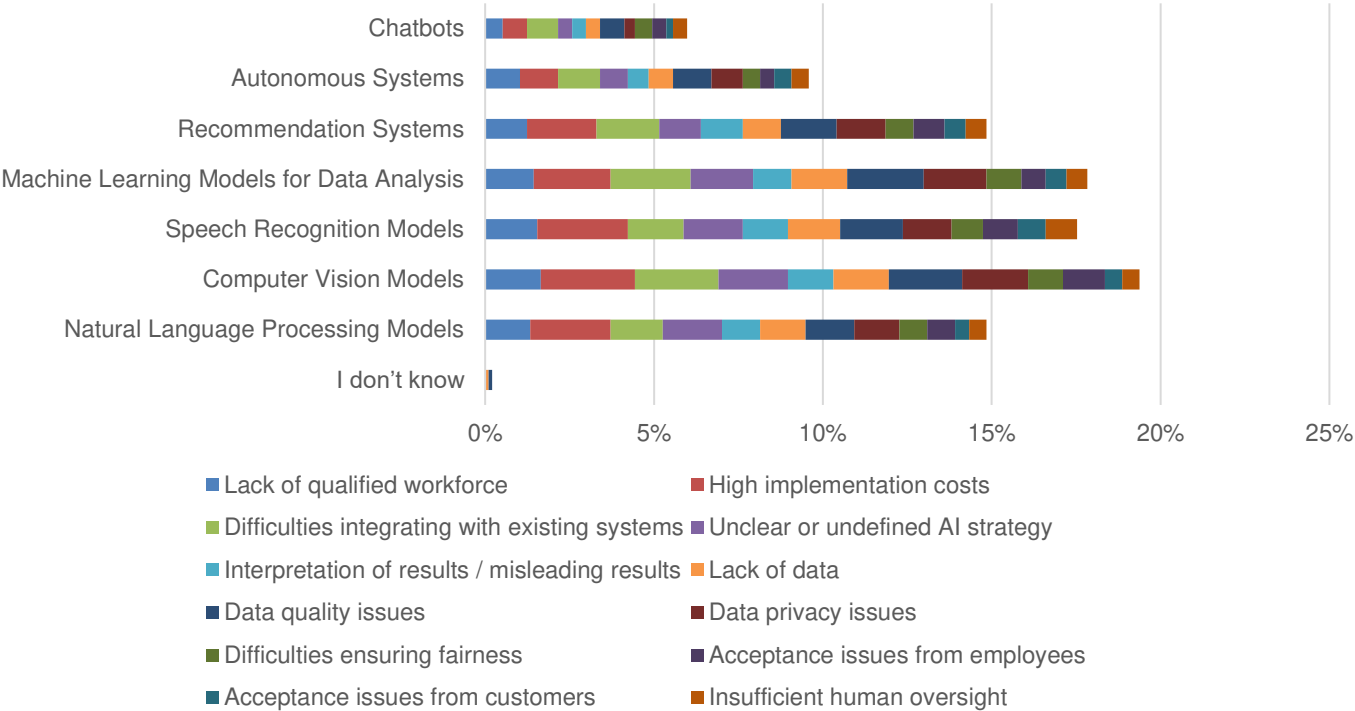 Chatbots
Autonomous Systems
Recommendation Systems
Machine Learning Models for Data Analysis
Speech Recognition Models
Computer Vision Models
Natural Language Processing Models
I don’t know
0% 5% 10% 15% 20% 25%
Lack of qualified workforce High implementation costs
Difficulties integrating with existing systems Unclear or undefined AI strategy
Interpretation of results / misleading results Lack of data
Data quality issues Data privacy issues
Difficulties ensuring fairness Acceptance issues from employees
Acceptance issues from customers Insufficient human oversight